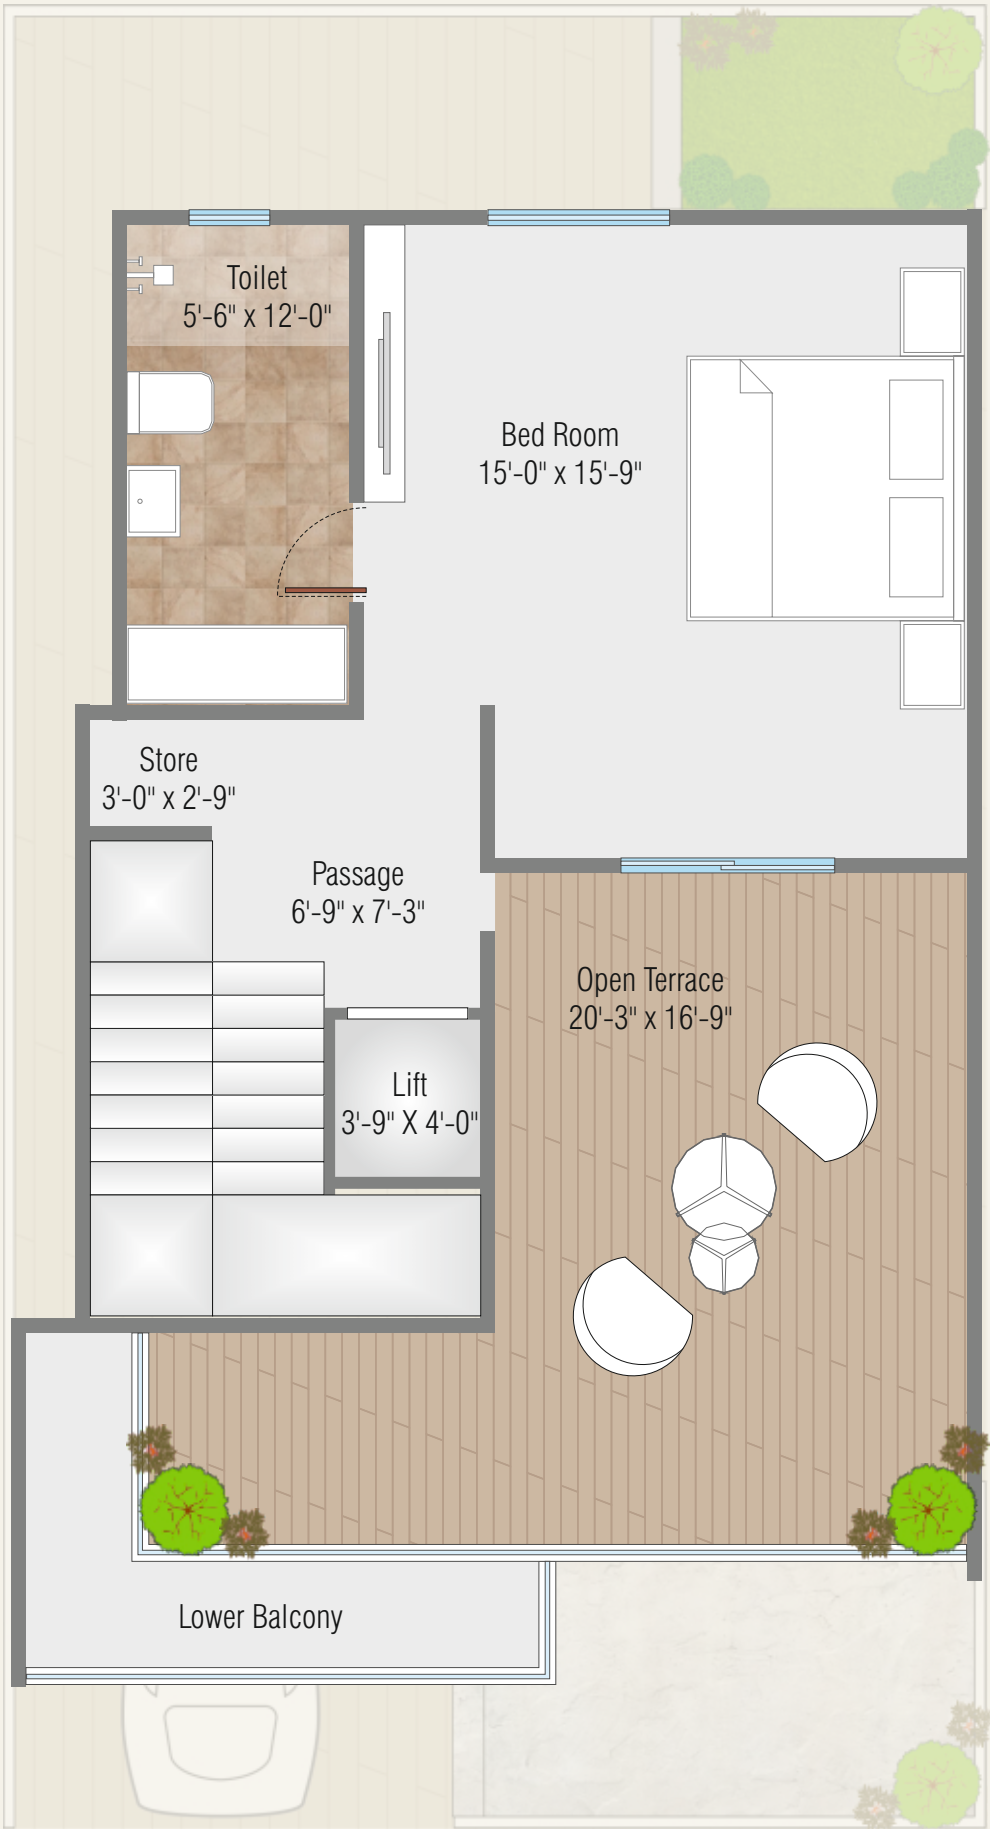 Toilet
5'-6" x 12'-0"
Bed Room
15'-0" x 15'-9"
Store
3'-0" x 2'-9"
Passage
6'-9" x 7'-3"
Open Terrace
20'-3" x 16'-9"
Lift
3'-9" X 4'-0"
Lower Balcony